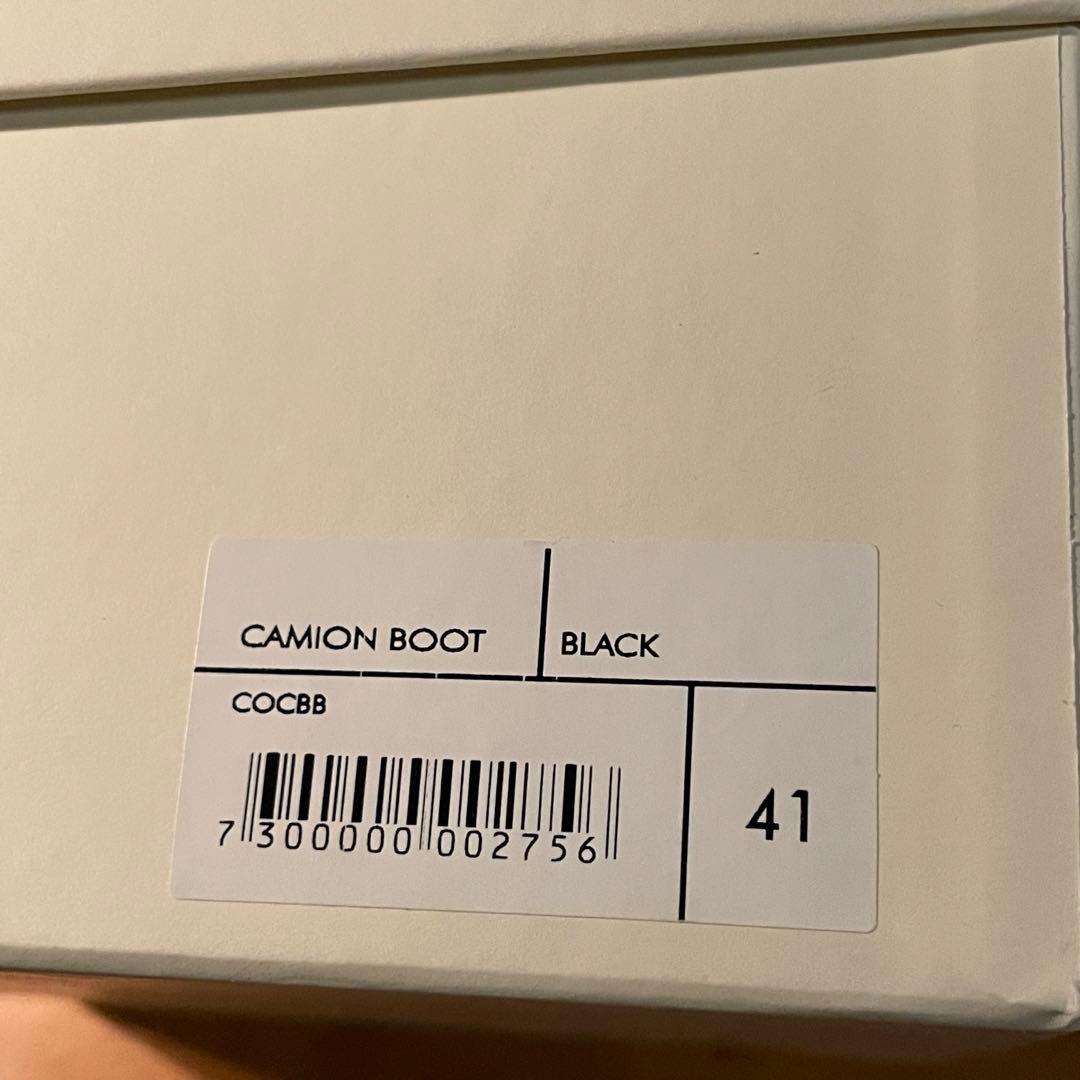 CAMION BOOT
BLACK
COCBB
7 300000 002756
41